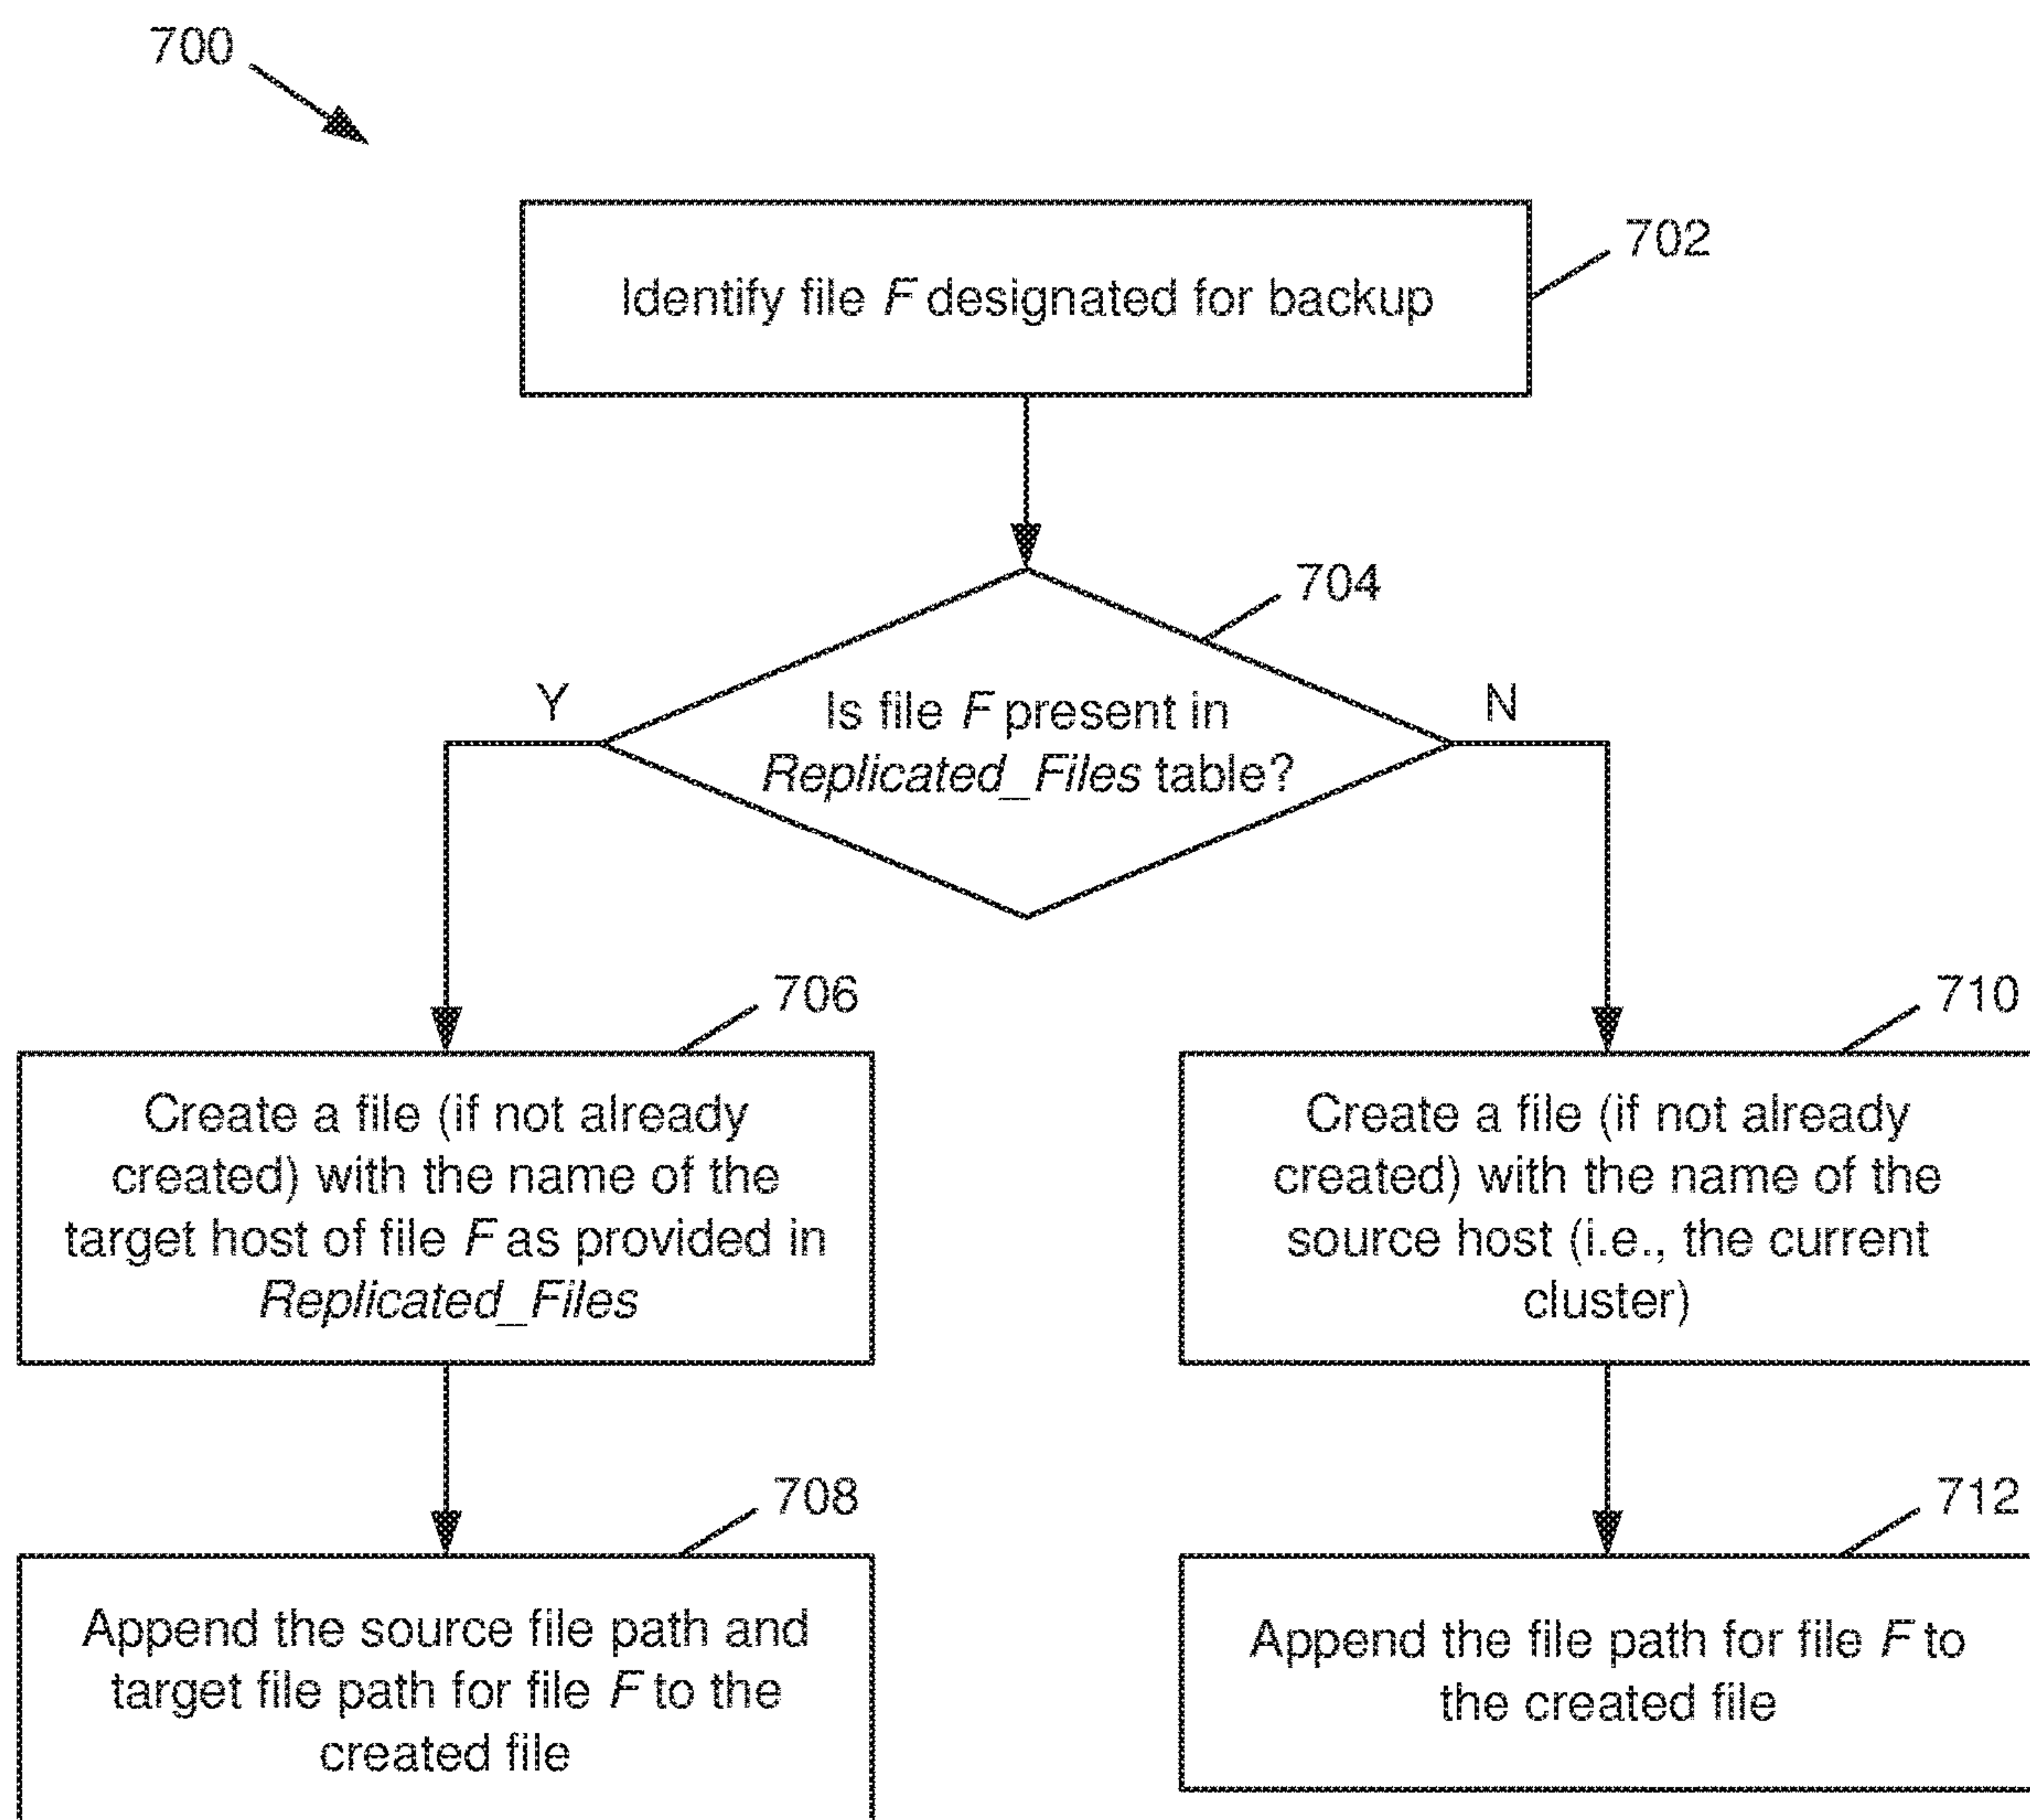 700
702
Identify file F designated for backup
704
Y
N
Is file F present in
Replicated_Files table?
706
Create a file (if not already
created) with the name of the
target host of file F as provided in
Replicated_Files
710
Create a file (if not already
created) with the name of the
source host (i.e., the current
cluster)
708
Append the source file path and
target file path for file F to the
created file
712
Append the file path for file F to
the created file